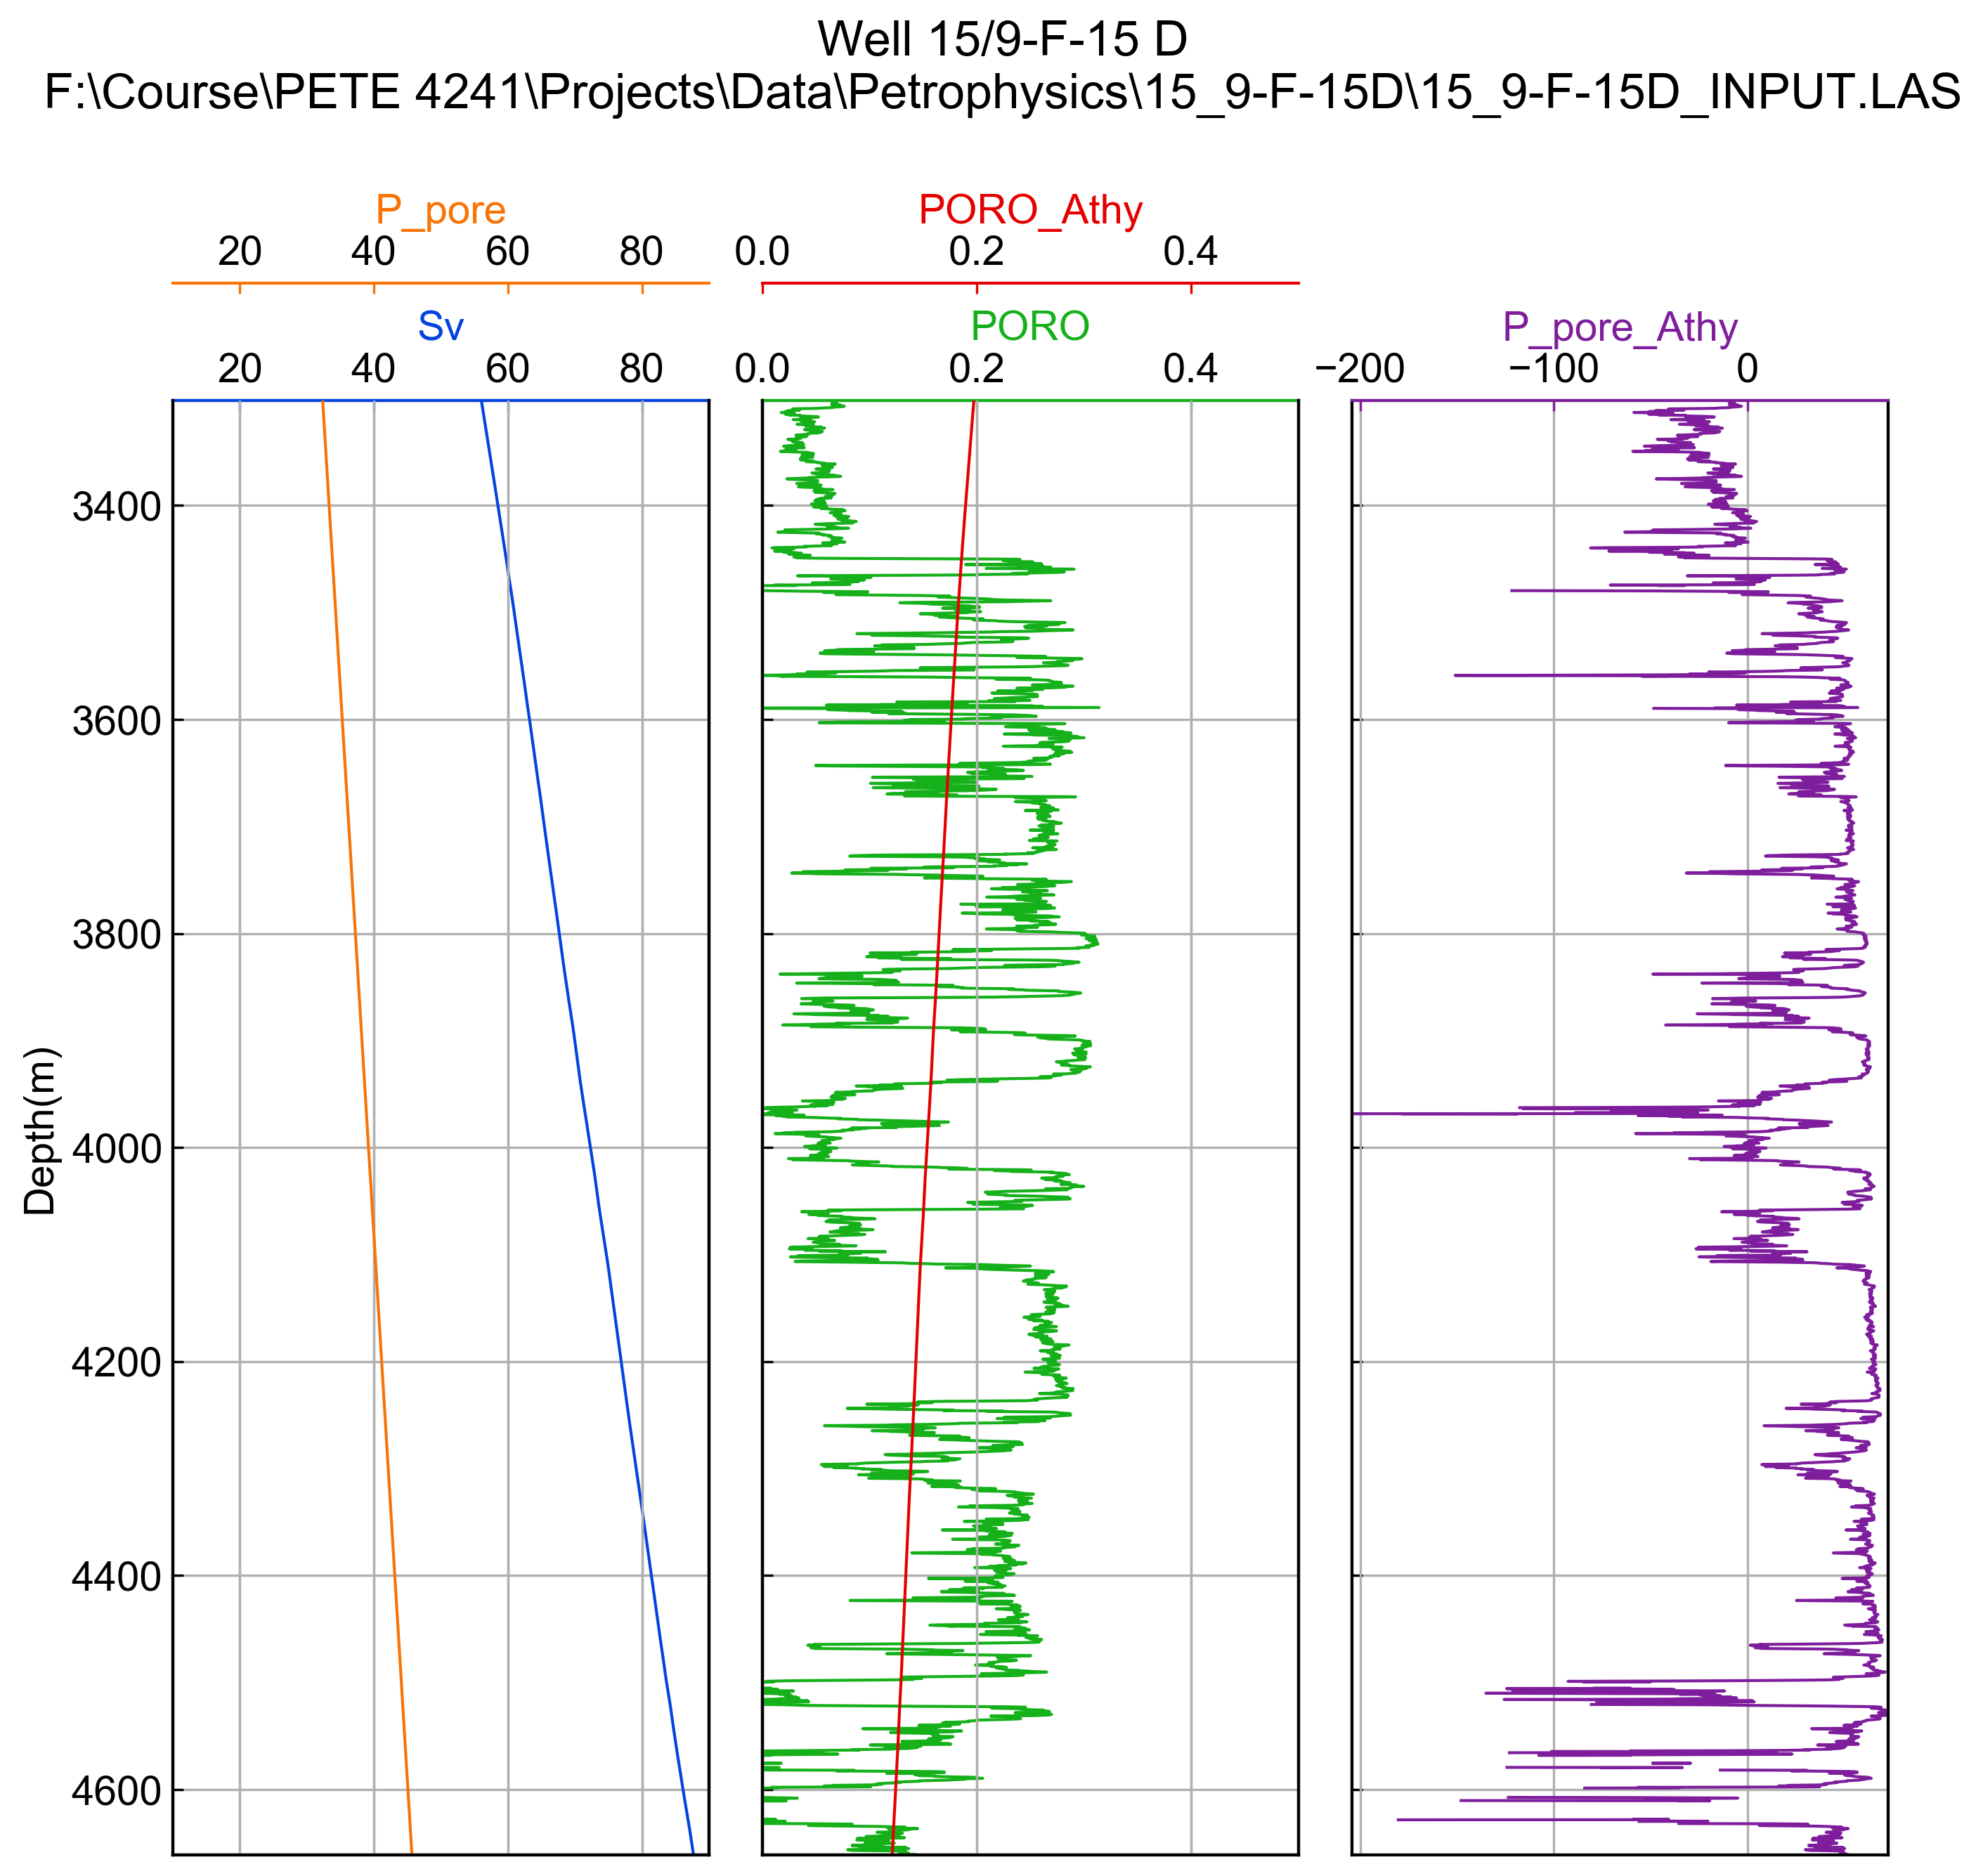 Well 15/9-F-15 D
F:\Course\PETE 4241\Projects\Data\Petrophysics\15_9-F-15D\15_9-F-15D_INPUT.LAS
P_pore
20 40 60 80
Sv
20 40 60 80
PORO_Athy
0.0 0.2 0.4
PORO
0.0 0.2 0.4
P_pore_Athy
−200 −100 0
Depth(m)
3400
3600
3800
4000
4200
4400
4600